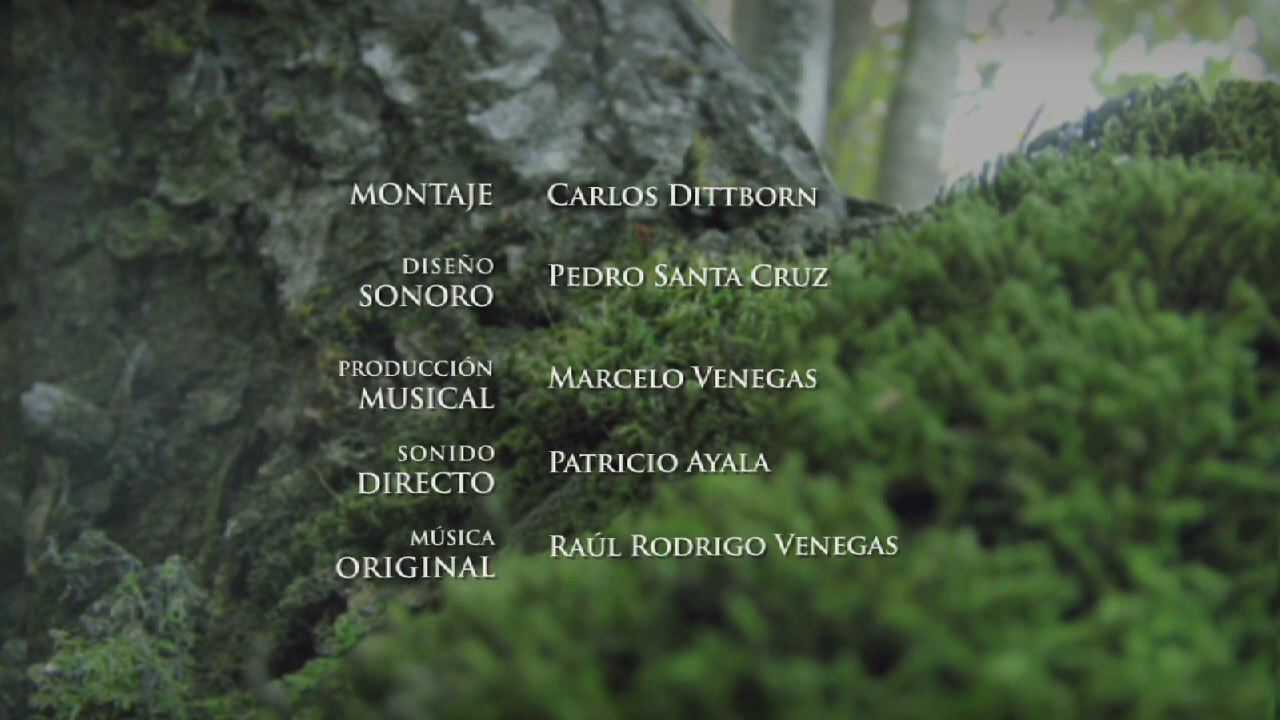 MONTAJE CARLOS DITTBORN
DISEÑO
SONORO PEDRO SANTA CRUZ
PRODUCCIÓN
MUSICAL MARCELO VENEGAS
SONIDO
DIRECTO PATRICIO AYALA
MÚSICA
ORIGINAL RAÚL RODRIGO VENEGAS